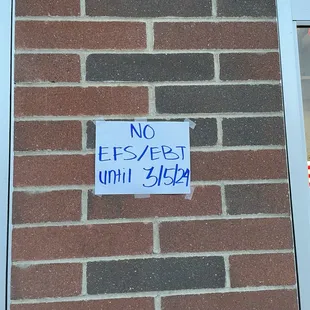 NO
EFS/EBT
until 3/5/24